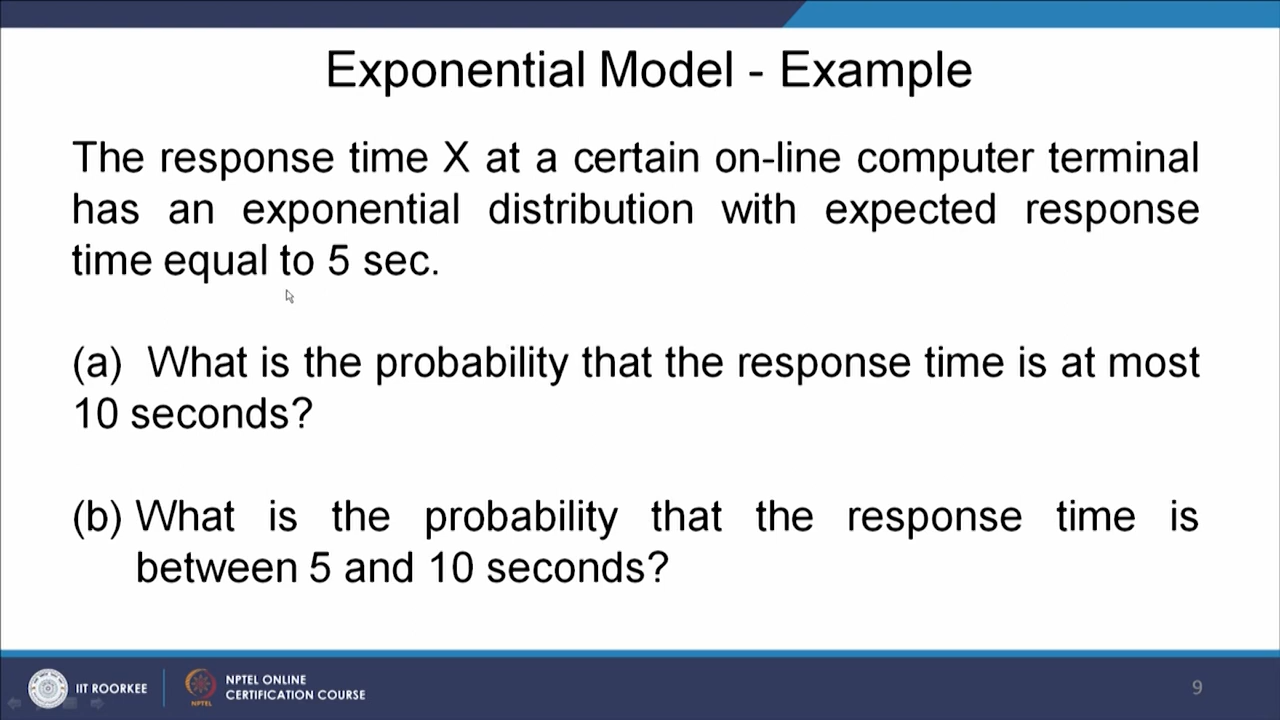 Exponential Model - Example
The response time X at a certain on-line computer terminal
has an exponential distribution with expected response
time equal to 5 sec.
(a) What is the probability that the response time is at most
10 seconds?
(b) What is the probability that the response time is
between 5 and 10 seconds?
IIT ROORKEE
NPTEL
NPTEL ONLINE
CERTIFICATION COURSE
9